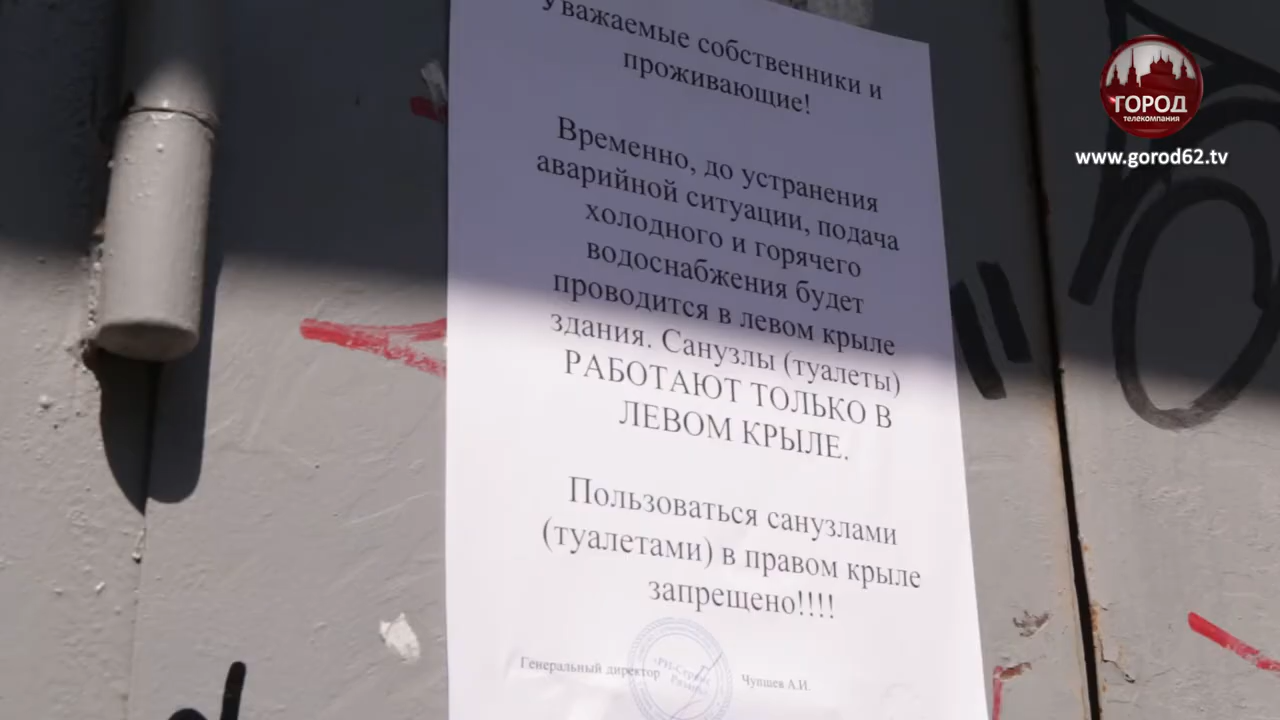 Уважаемые собственники и
проживающие!
Временно, до устранения
аварийной ситуации, подача
холодного и горячего
водоснабжения будет
проводится в левом крыле
здания. Санузлы (туалеты)
РАБОТАЮТ ТОЛЬКО В
ЛЕВОМ КРЫЛЕ.
Пользоваться санузлами
(туалетами) в правом крыле
запрещено!!!!
Генеральный директор
Чупшев А.И.
ГОРОД
телекомпания
www.gorod62.tv